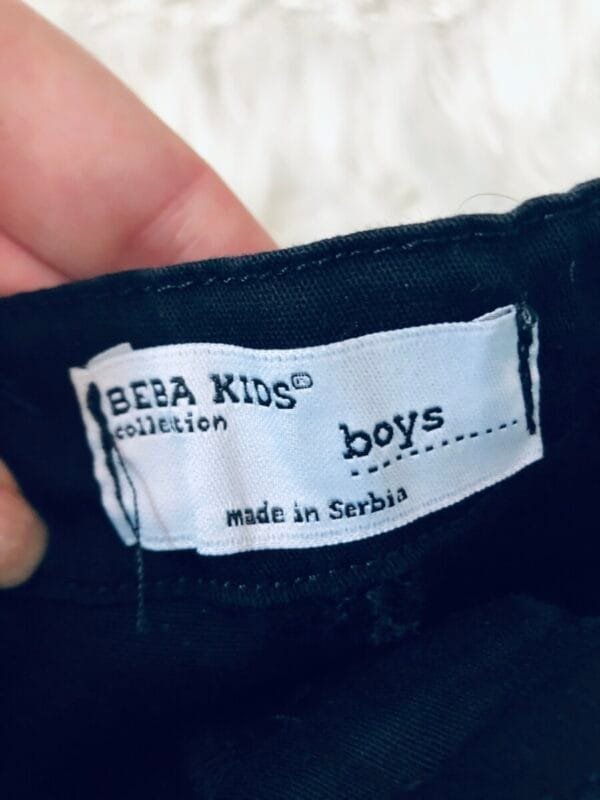 BEBA KIDS
collection
boys
made in Serbia